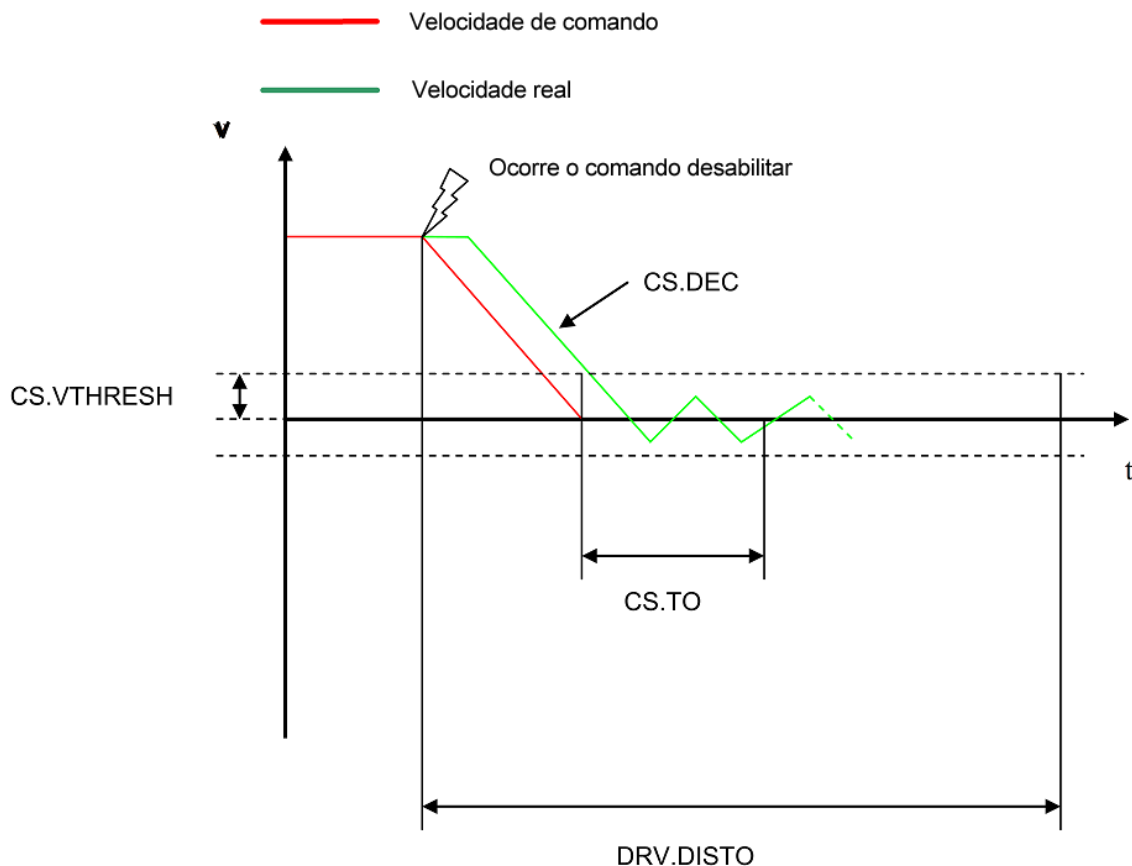 Velocidade de comando
Velocidade real
v
Ocorre o comando desabilitar
CS.DEC
CS.VTHRESH
t
CS.TO
DRV.DISTO